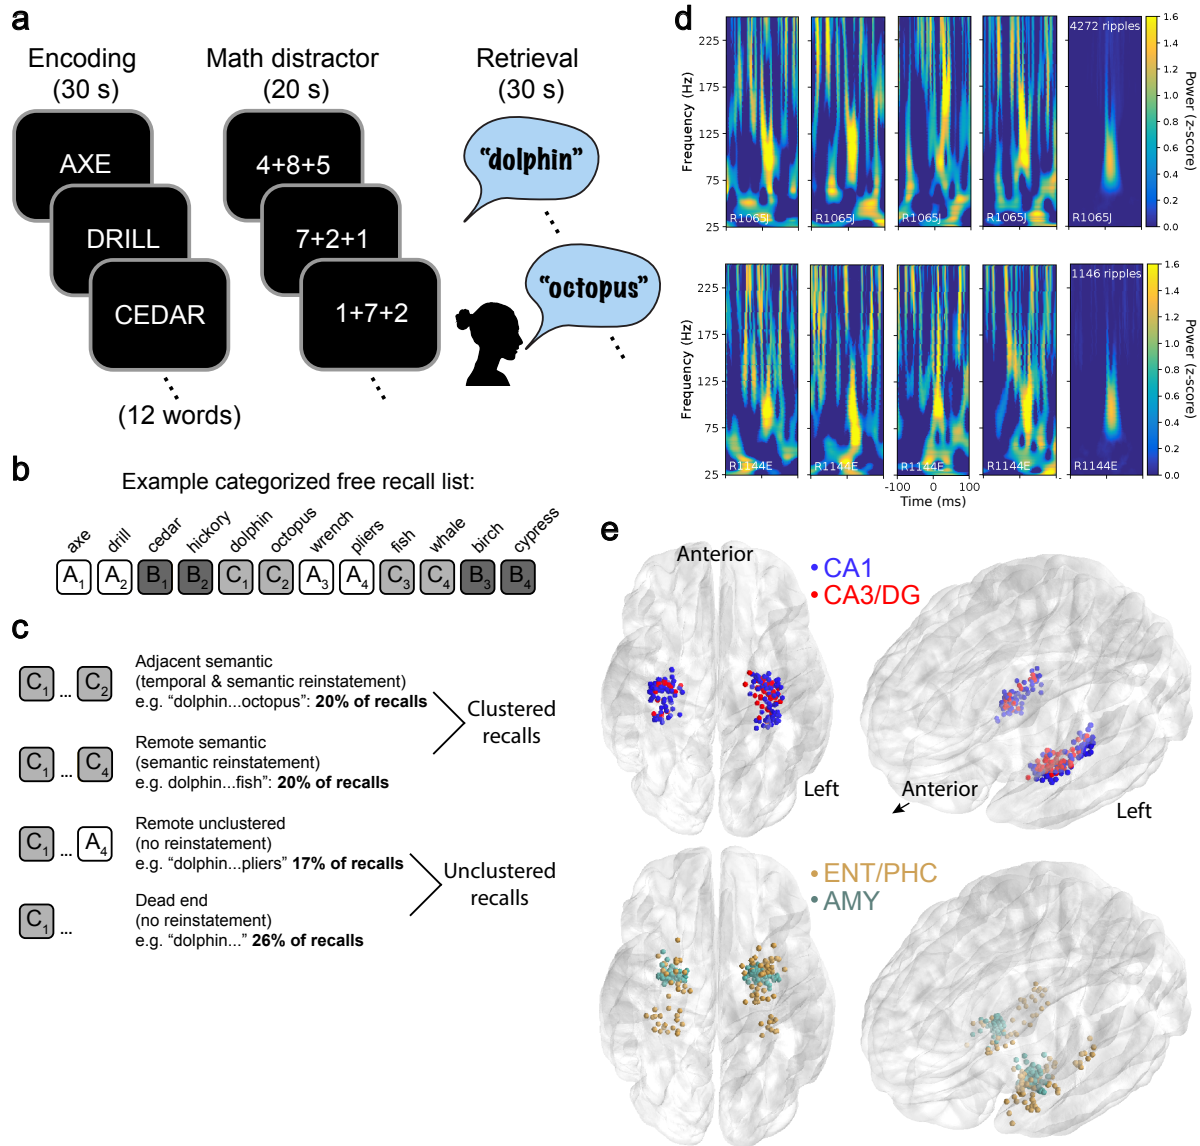 a
Encoding
(30 s)
AXE
DRILL
CEDAR
(12 words)
Math distractor
(20 s)
4+8+5
7+2+1
1+7+2
Retrieval
(30 s)
“dolphin”
“octopus”
b
Example categorized free recall list:
axe drill cedar hickory dolphin octopus wrench pliers fish whale birch cypress
A1 A2 B1 B2 C1 C2 A3 A4 C3 C4 B3 B4
c
C1 ... C2
Adjacent semantic
(temporal & semantic reinstatement)
e.g. “dolphin...octopus”: 20% of recalls
C1 ... C4
Remote semantic
(semantic reinstatement)
e.g. dolphin...fish”: 20% of recalls
Clustered
recalls
C1 ... A4
Remote unclustered
(no reinstatement)
e.g. “dolphin...pliers” 17% of recalls
C1 ...
Dead end
(no reinstatement)
e.g. “dolphin...” 26% of recalls
Unclustered
recalls
d
Frequency (Hz)
225
175
125
75
25
R1065J
R1065J
R1065J
R1065J
4272 ripples
R1065J
1.6
1.4
1.2
1.0
0.8
0.6
0.4
0.2
0.0
Power (z-score)
Frequency (Hz)
225
175
125
75
25
R1144E
R1144E
R1144E
R1144E
1146 ripples
R1144E
-100 0 100
Time (ms)
1.6
1.4
1.2
1.0
0.8
0.6
0.4
0.2
0.0
Power (z-score)
e
Anterior
CA1
CA3/DG
Left
Anterior
Left
ENT/PHC
AMY